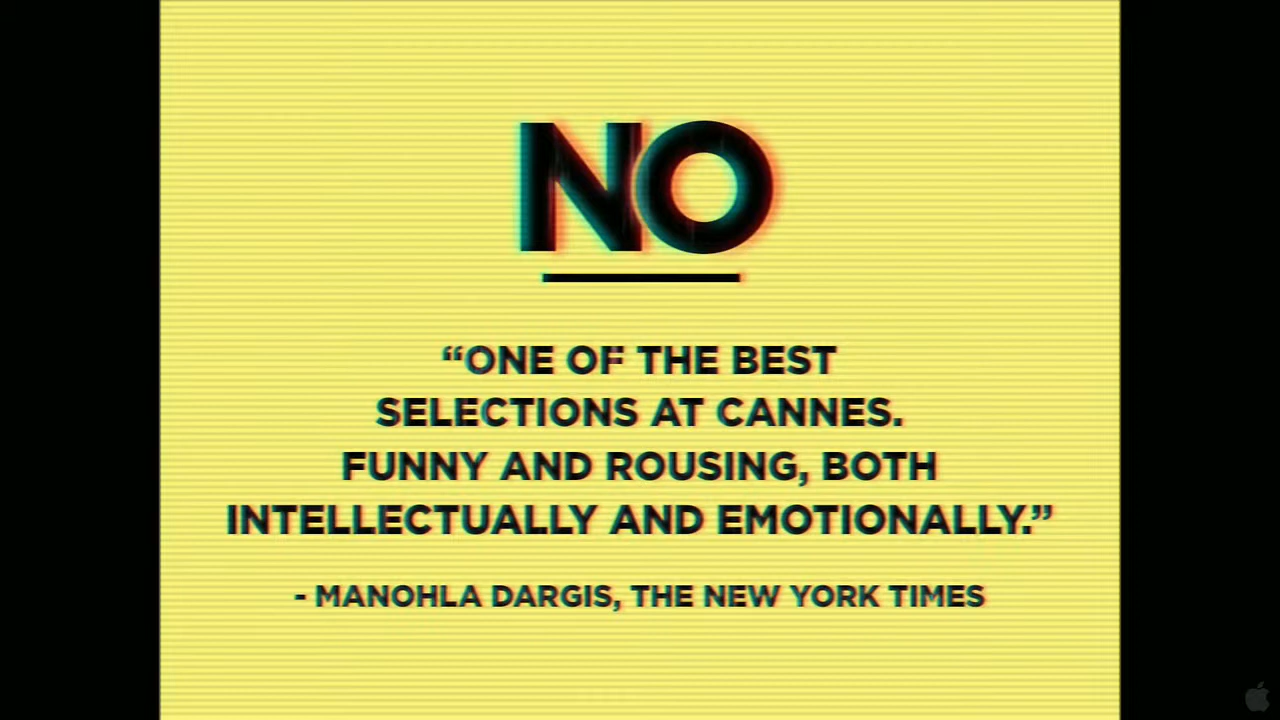 NO
“ONE OF THE BEST
SELECTIONS AT CANNES.
FUNNY AND ROUSING, BOTH
INTELLECTUALLY AND EMOTIONALLY.”
- MANOHLA DARGIS, THE NEW YORK TIMES